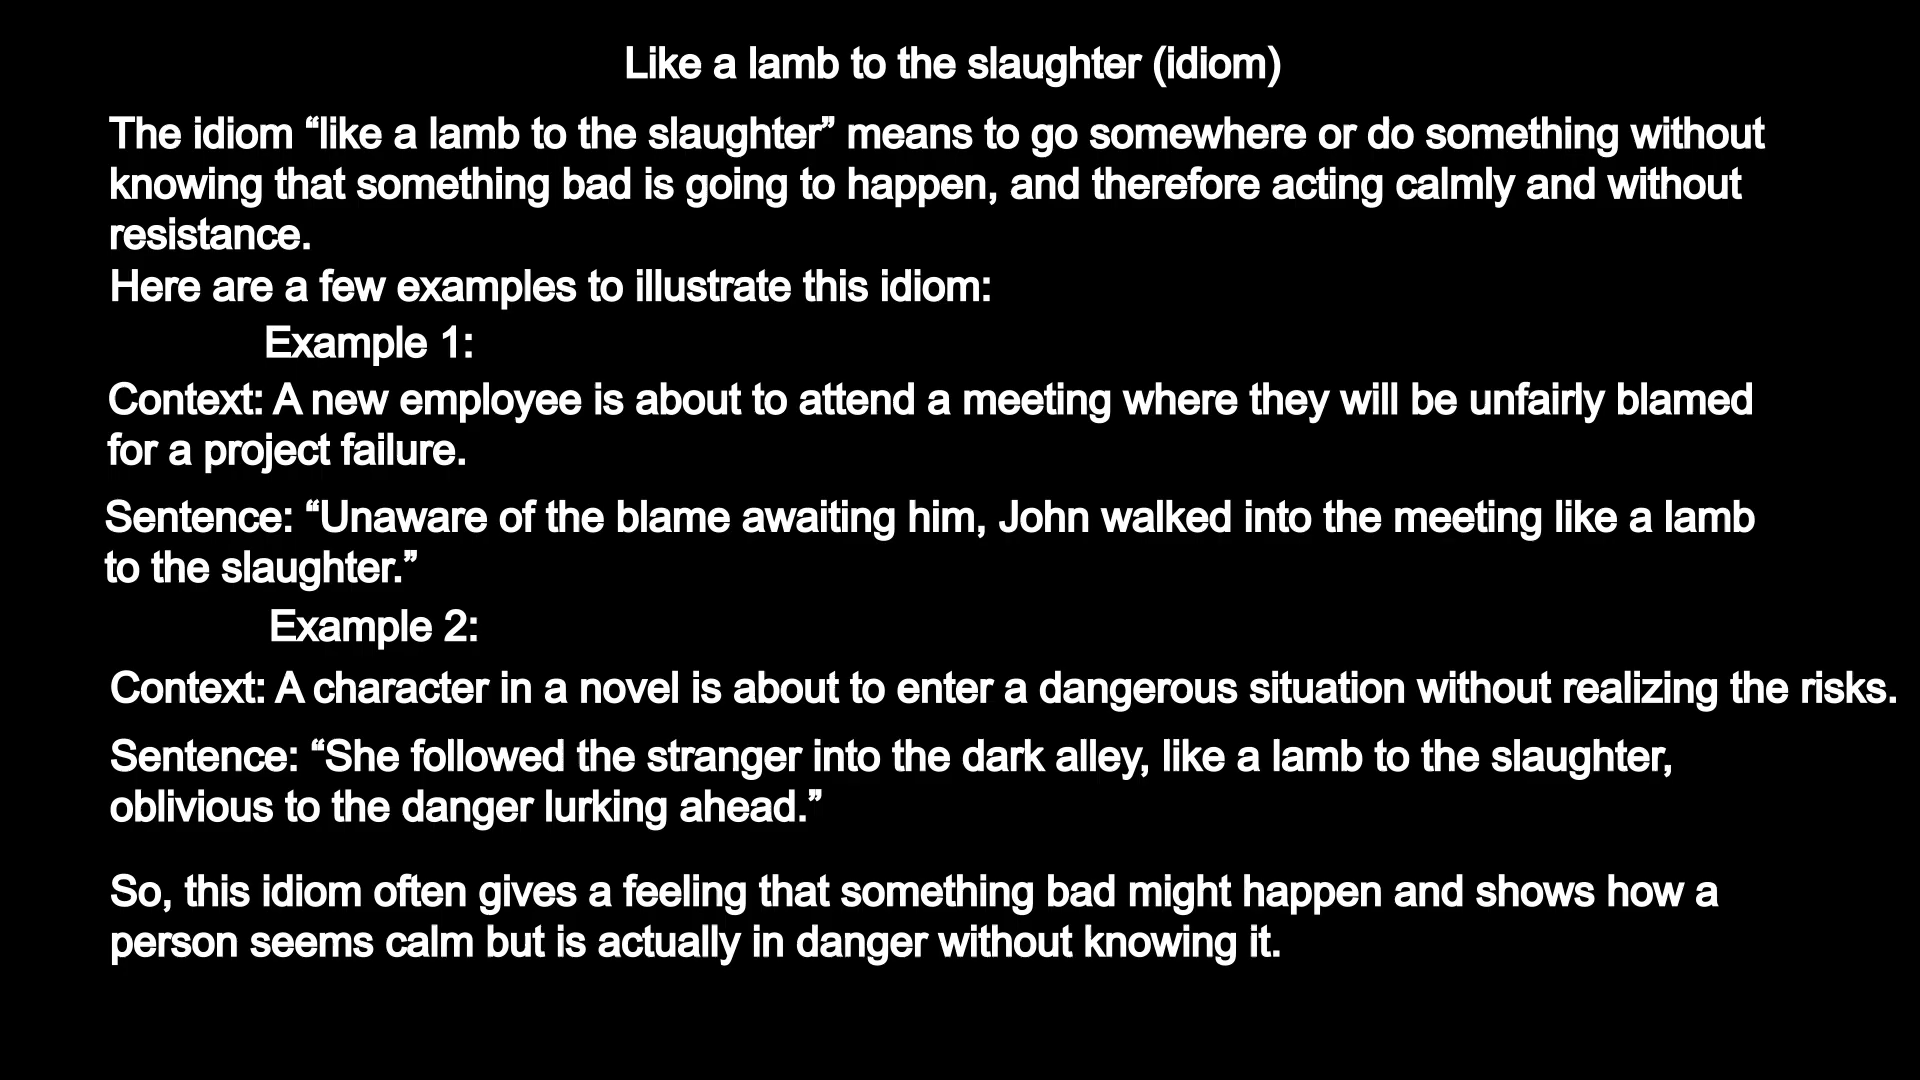 Like a lamb to the slaughter (idiom)
The idiom “like a lamb to the slaughter” means to go somewhere or do something without
knowing that something bad is going to happen, and therefore acting calmly and without
resistance.
Here are a few examples to illustrate this idiom:
Example 1:
Context: A new employee is about to attend a meeting where they will be unfairly blamed
for a project failure.
Sentence: “Unaware of the blame awaiting him, John walked into the meeting like a lamb
to the slaughter.”
Example 2:
Context: A character in a novel is about to enter a dangerous situation without realizing the risks.
Sentence: “She followed the stranger into the dark alley, like a lamb to the slaughter,
oblivious to the danger lurking ahead.”
So, this idiom often gives a feeling that something bad might happen and shows how a
person seems calm but is actually in danger without knowing it.